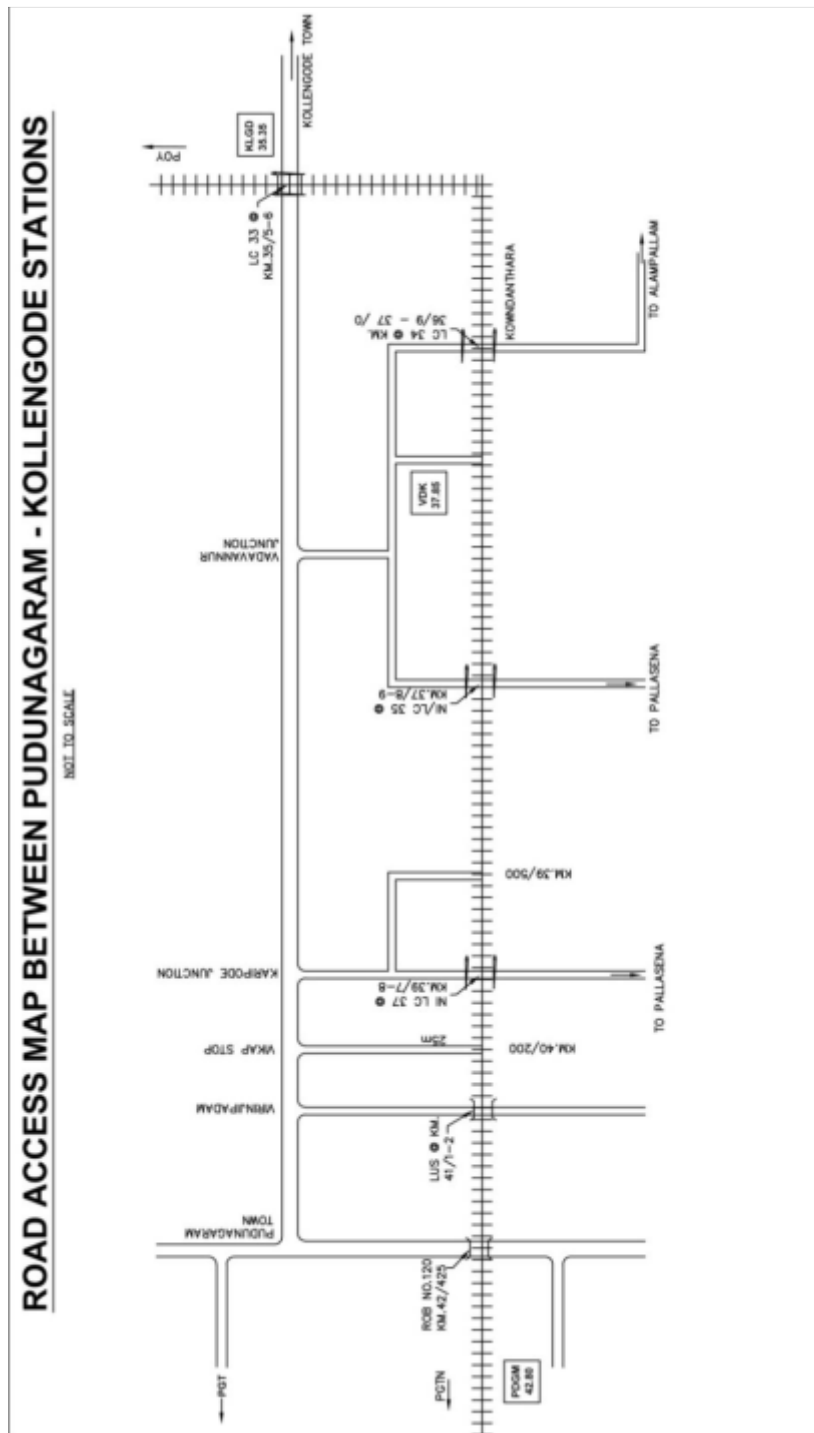 ROAD ACCESS MAP BETWEEN PUDUNAGARAM - KOLLENGODE STATIONS
NOT TO SCALE
KOLLENGODE TOWN
KLGD
35.35
POY
LC 33 @
KM.35/5-6
LC 34 @ KM.
36/9 - 37 /0
KOWNDANTHARA
TO ALAMPALLAM
VDK
37.85
VADAVANNUR
JUNCTION
NI/LC 35 @
KM.37/8-9
TO PALLASENA
KM.39/500
KARIPODE JUNCTION
NI LC 37 @
KM.39/7-8
TO PALLASENA
VIKAP STOP
25m
KM.40/200
VIRINJIPADAM
LUS @ KM.
41/1-2
PUDUNAGARAM
TOWN
ROB NO.120
KM.42/425
PGT
PGTN
PDGM
42.80